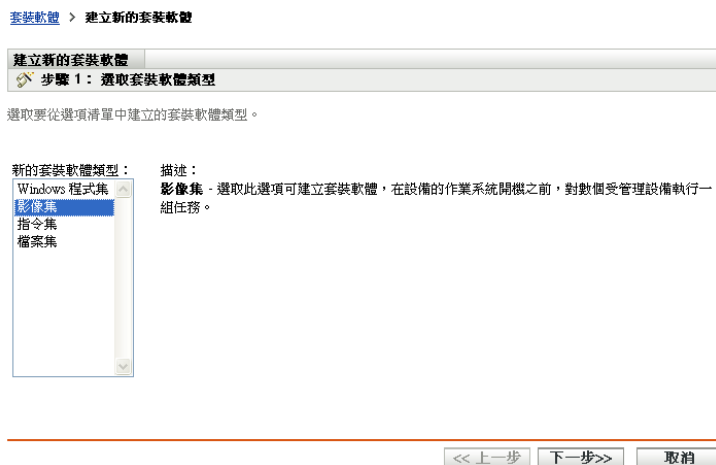 套裝軟體 > 建立新的套裝軟體
建立新的套裝軟體
步驟 1： 選取套裝軟體類型
選取要從選項清單中建立的套裝軟體類型。
新的套裝軟體類型：
Windows 程式集
影像集
指令集
檔案集
描述：
影像集 - 選取此選項可建立套裝軟體，在設備的作業系統開機之前，對數個受管理設備執行一
組任務。
<< 上一步
下一步>>
取消